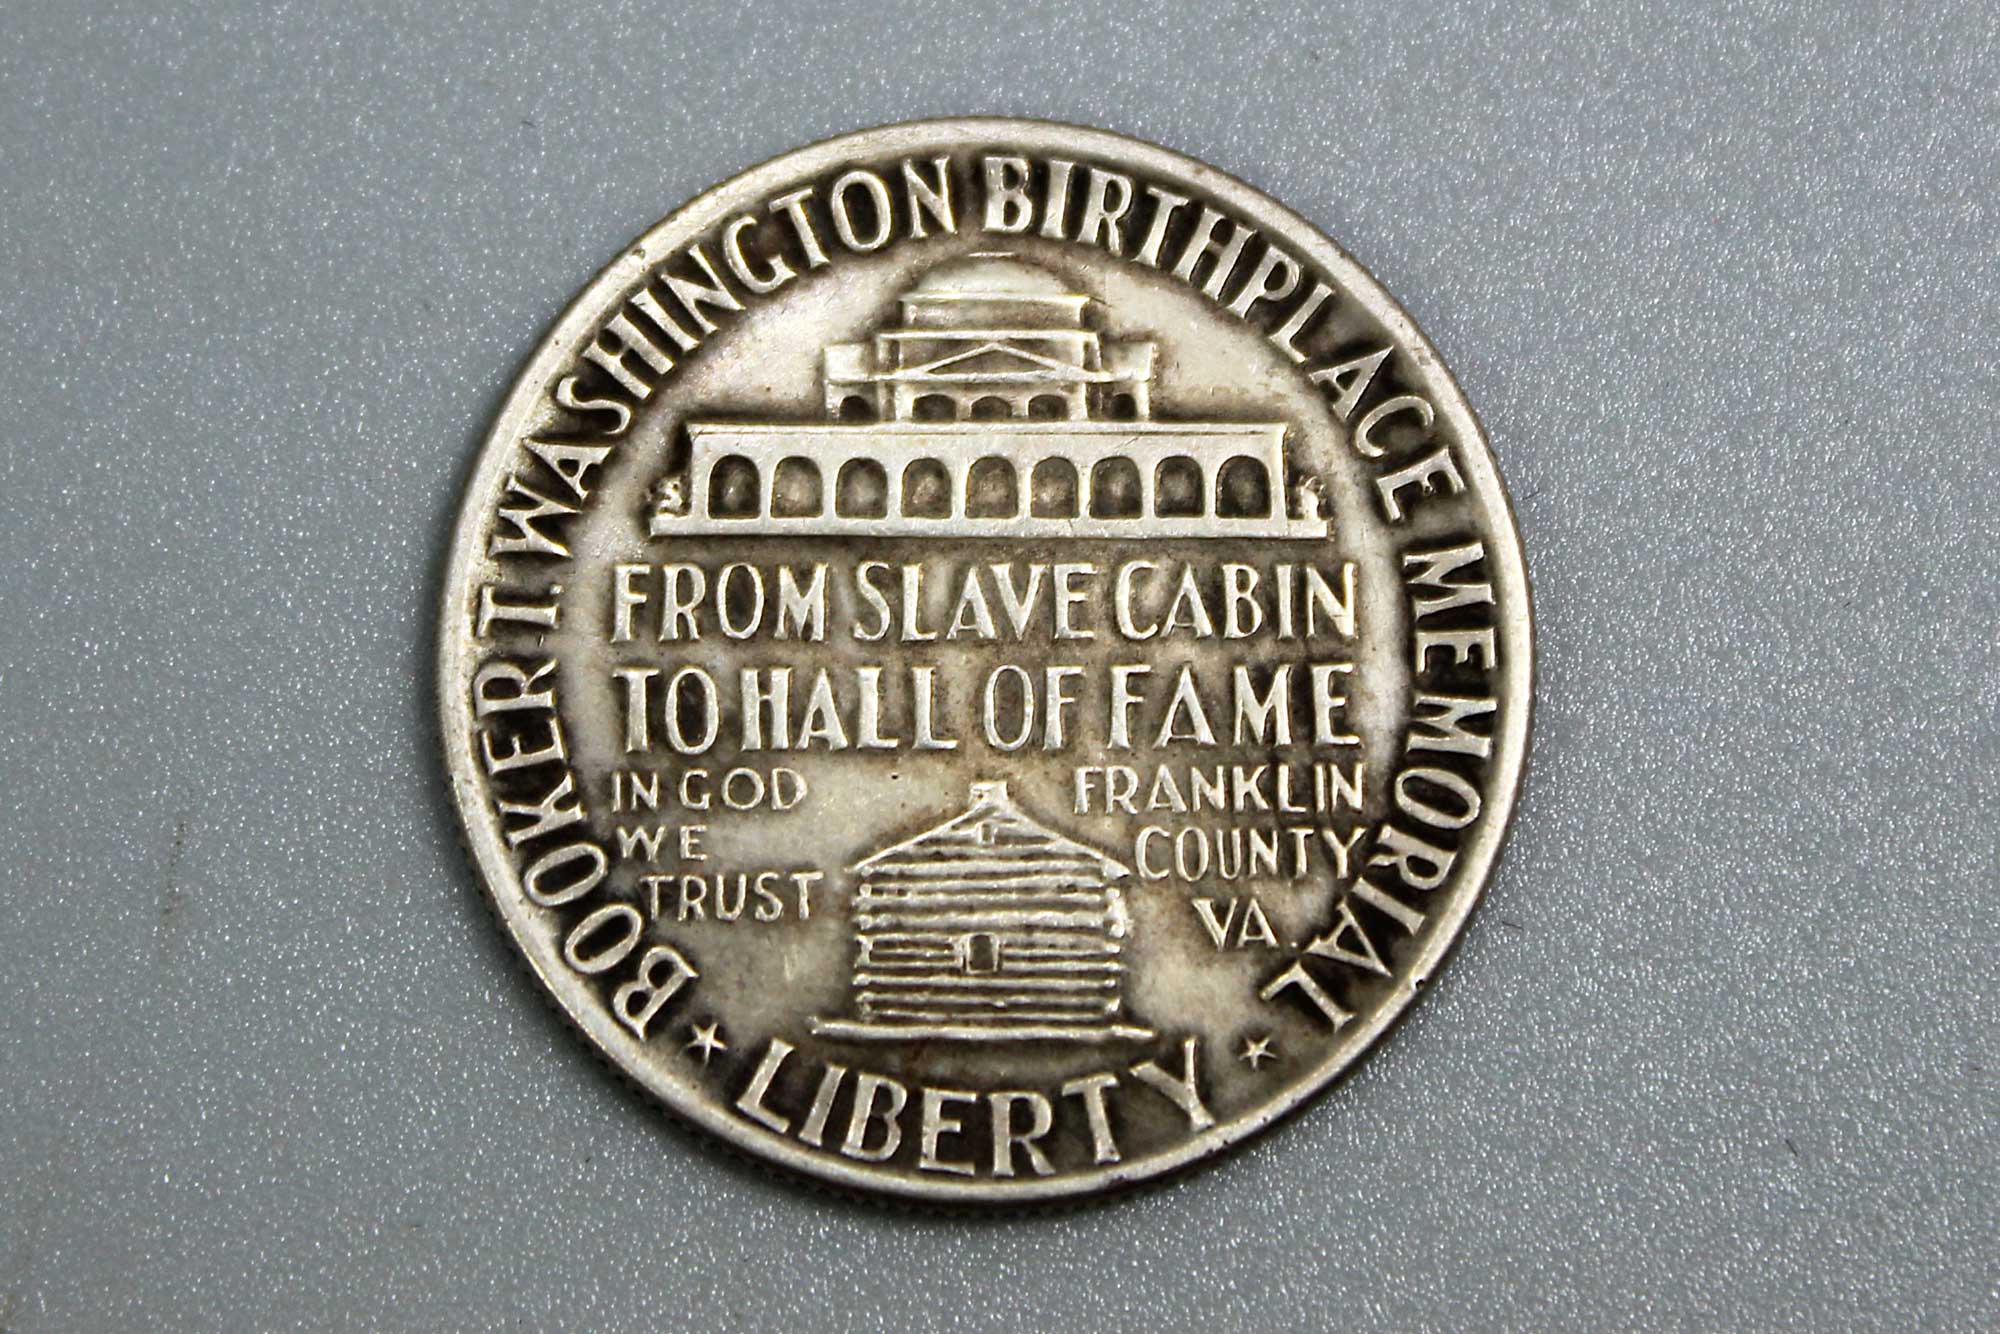 BOOKER T. WASHINGTON BIRTHPLACE MEMORIAL
FROM SLAVE CABIN
TO HALL OF FAME
IN GOD
WE
TRUST
FRANKLIN
COUNTY
VA.
LIBERTY